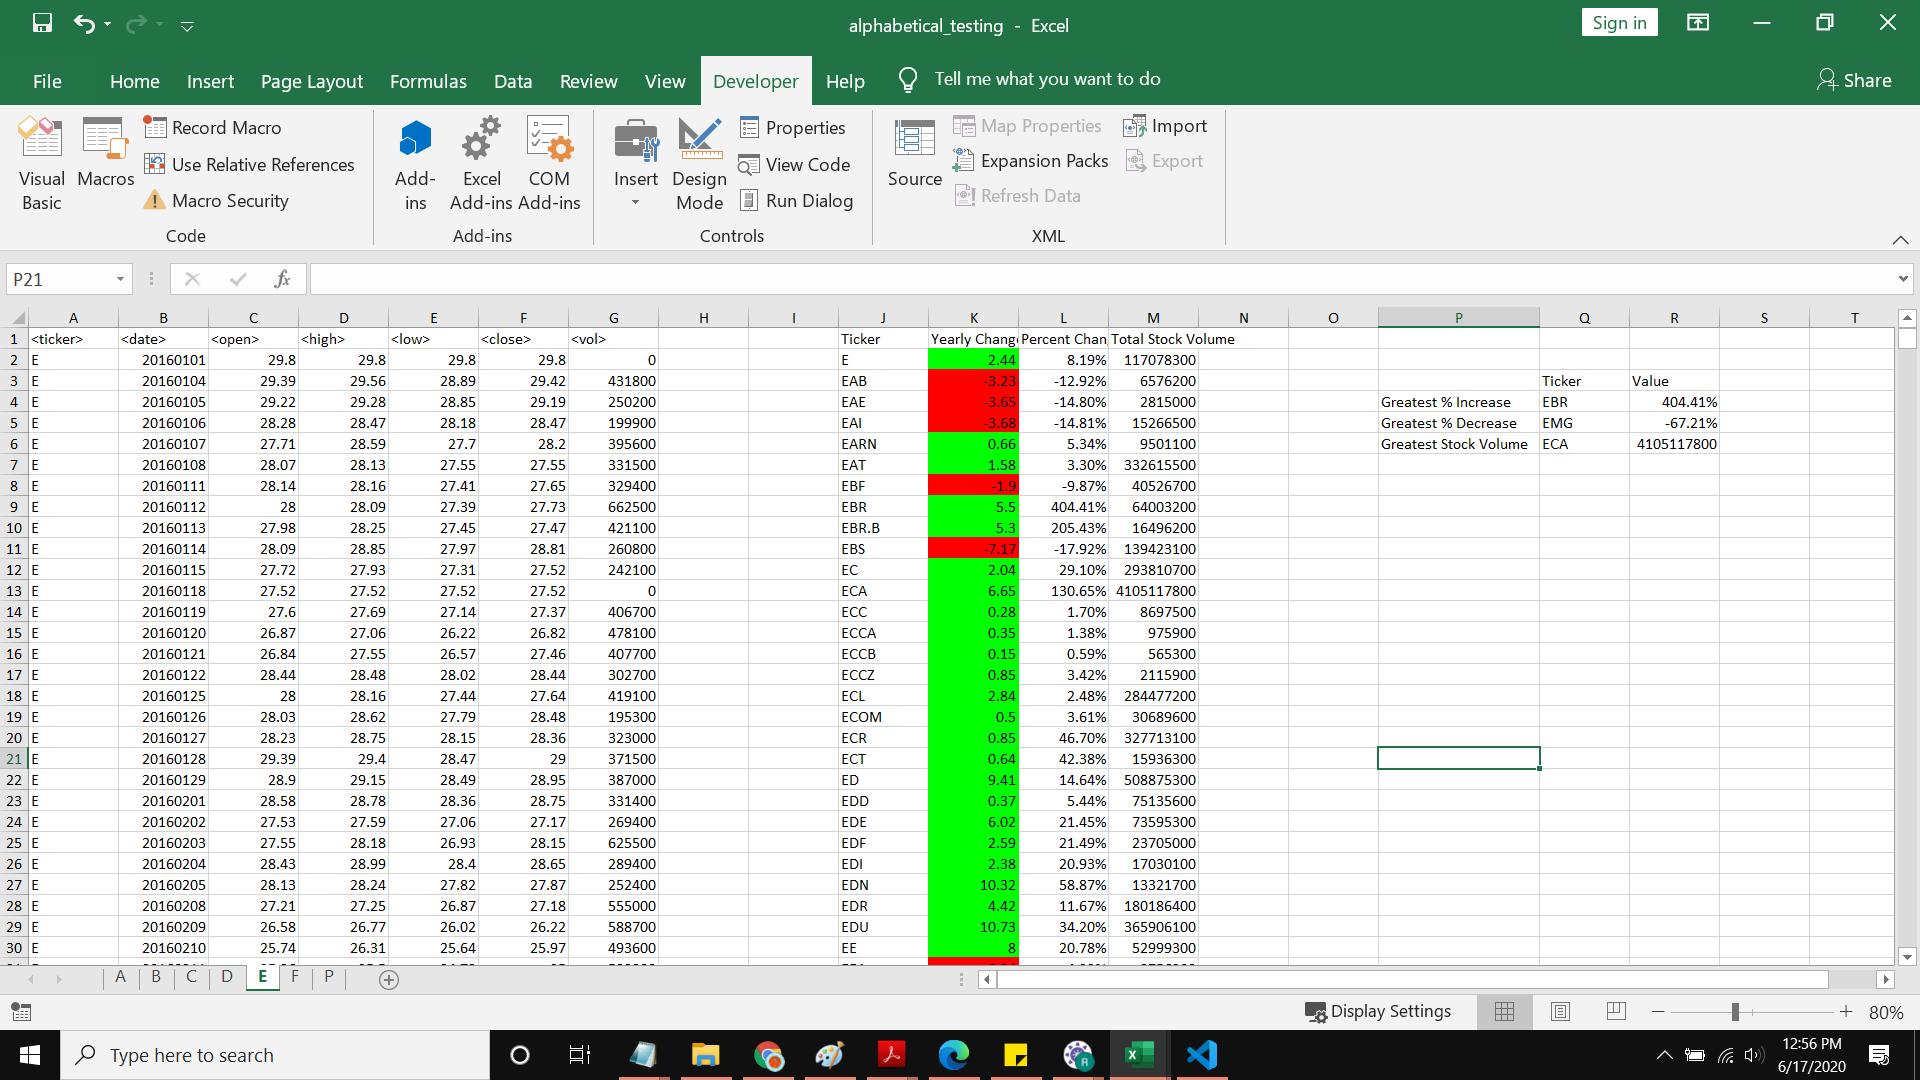 alphabetical_testing - Excel
Sign in
File Home Insert Page Layout Formulas Data Review View Developer Help Tell me what you want to do Share
Visual Basic
Macros
Record Macro
Use Relative References
Macro Security
Code
Add-ins
Excel Add-ins
COM Add-ins
Add-ins
Insert
Design Mode
Properties
View Code
Run Dialog
Controls
Source
Map Properties
Expansion Packs
Refresh Data
Import
Export
XML
P21 fx
A B C D E F G H I J K L M N O P Q R S T
1 <ticker> <date> <open> <high> <low> <close> <vol> Ticker Yearly Chang Percent Chan Total Stock Volume
2 E 20160101 29.8 29.8 29.8 29.8 0 E 2.44 8.19% 117078300
3 E 20160104 29.39 29.56 28.89 29.42 431800 EAB -3.23 -12.92% 6576200 Ticker Value
4 E 20160105 29.22 29.28 28.85 29.19 250200 EAE -3.65 -14.80% 2815000 Greatest % Increase EBR 404.41%
5 E 20160106 28.28 28.47 28.18 28.47 199900 EAI -3.68 -14.81% 15266500 Greatest % Decrease EMG -67.21%
6 E 20160107 27.71 28.59 27.7 28.2 395600 EARN 0.66 5.34% 9501100 Greatest Stock Volume ECA 4105117800
7 E 20160108 28.07 28.13 27.55 27.55 331500 EAT 1.58 3.30% 332615500
8 E 20160111 28.14 28.16 27.41 27.65 329400 EBF -1.9 -9.87% 40526700
9 E 20160112 28 28.09 27.39 27.73 662500 EBR 5.5 404.41% 64003200
10 E 20160113 27.98 28.25 27.45 27.47 421100 EBR.B 5.3 205.43% 16496200
11 E 20160114 28.09 28.85 27.97 28.81 260800 EBS -7.17 -17.92% 139423100
12 E 20160115 27.72 27.93 27.31 27.52 242100 EC 2.04 29.10% 293810700
13 E 20160118 27.52 27.52 27.52 27.52 0 ECA 6.65 130.65% 4105117800
14 E 20160119 27.6 27.69 27.14 27.37 406700 ECC 0.28 1.70% 8697500
15 E 20160120 26.87 27.06 26.22 26.82 478100 ECCA 0.35 1.38% 975900
16 E 20160121 26.84 27.55 26.57 27.46 407700 ECCB 0.15 0.59% 565300
17 E 20160122 28.44 28.48 28.02 28.44 302700 ECCZ 0.85 3.42% 2115900
18 E 20160125 28 28.16 27.44 27.64 419100 ECL 2.84 2.48% 284477200
19 E 20160126 28.03 28.62 27.79 28.48 195300 ECOM 0.5 3.61% 30689600
20 E 20160127 28.23 28.75 28.15 28.36 323000 ECR 0.85 46.70% 327713100
21 E 20160128 29.39 29.4 28.47 29 371500 ECT 0.64 42.38% 15936300
22 E 20160129 28.9 29.15 28.49 28.95 387000 ED 9.41 14.64% 508875300
23 E 20160201 28.58 28.78 28.36 28.75 331400 EDD 0.37 5.44% 75135600
24 E 20160202 27.53 27.59 27.06 27.17 269400 EDE 6.02 21.45% 73595300
25 E 20160203 27.55 28.18 26.93 28.15 625500 EDF 2.59 21.49% 23705000
26 E 20160204 28.43 28.99 28.4 28.65 289400 EDI 2.38 20.93% 17030100
27 E 20160205 28.13 28.24 27.82 27.87 252400 EDN 10.32 58.87% 13321700
28 E 20160208 27.21 27.25 26.87 27.18 555000 EDR 4.42 11.67% 180186400
29 E 20160209 26.58 26.77 26.02 26.22 588700 EDU 10.73 34.20% 365906100
30 E 20160210 25.74 26.31 25.64 25.97 493600 EE 8 20.78% 52999300
A B C D E F P
Display Settings 80%
Type here to search
12:56 PM
6/17/2020